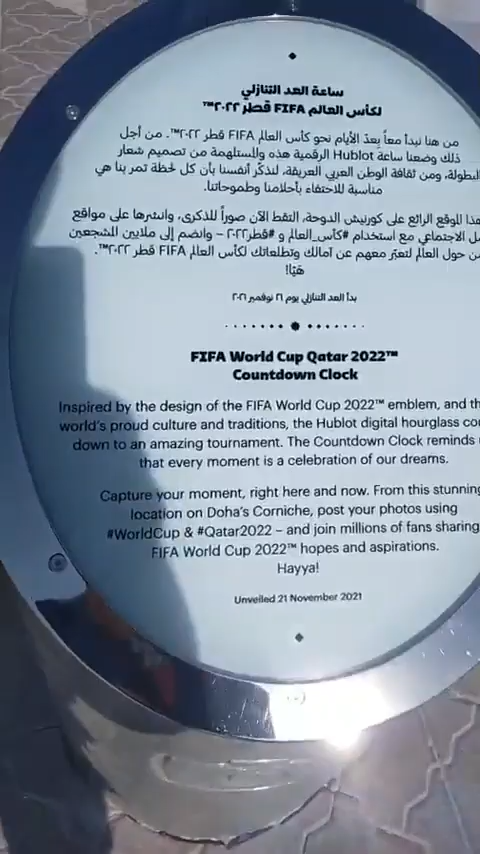 ساعة العد التنازلي
لكأس العالم FIFA قطر ٢٠٢٢™
من هنا نبدأ معاً بِعدّ الأيام نحو كأس العالم FIFA قطر ٢٠٢٢™. من أجل
ذلك وضعنا ساعة Hublot الرقمية هذه والمستلهمة من تصميم شعار
البطولة، ومن ثقافة الوطن العربي العريقة، لنذكّر أنفسنا بأن كل لحظة تمر بنا هي
مناسبة للاحتفاء بأحلامنا وطموحاتنا.
هذا الموقع الرائع على كورنيش الدوحة، التقط الآن صوراً للذكرى، وانشرها على مواقع
الاجتماعي مع استخدام #كأس_العالم و #قطر٢٠٢٢ – وانضم إلى ملايين المشجعين
من حول العالم لتعبّر معهم عن آمالك وتطلعاتك لكأس العالم FIFA قطر ٢٠٢٢™.
هَيّا!
بدأ العد التنازلي يوم ٢١ نوفمبر ٢٠٢١
FIFA World Cup Qatar 2022™
Countdown Clock
Inspired by the design of the FIFA World Cup 2022™ emblem, and
world's proud culture and traditions, the Hublot digital hourglass
down to an amazing tournament. The Countdown Clock reminds
that every moment is a celebration of our dreams.
Capture your moment, right here and now. From this stunning
location on Doha's Corniche, post your photos using
#WorldCup & #Qatar2022 – and join millions of fans sharing
FIFA World Cup 2022™ hopes and aspirations.
Hayya!
Unveiled 21 November 2021